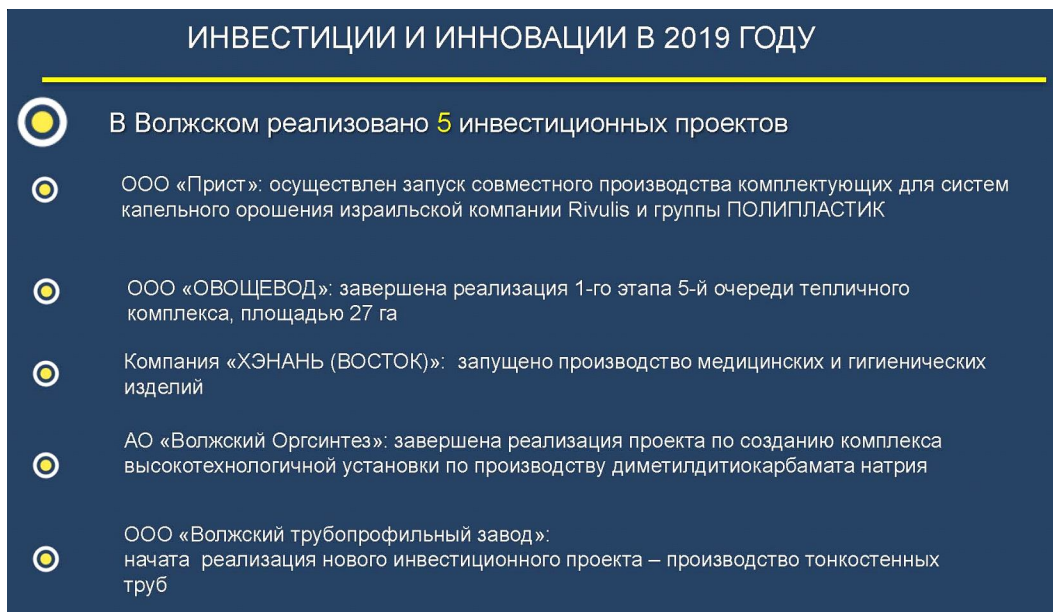 ИНВЕСТИЦИИ И ИННОВАЦИИ В 2019 ГОДУ
В Волжском реализовано 5 инвестиционных проектов
ООО «Прист»: осуществлен запуск совместного производства комплектующих для систем
капельного орошения израильской компании Rivulis и группы ПОЛИПЛАСТИК
ООО «ОВОЩЕВОД»: завершена реализация 1-го этапа 5-й очереди тепличного
комплекса, площадью 27 га
Компания «ХЭНАНЬ (ВОСТОК)»: запущено производство медицинских и гигиенических
изделий
АО «Волжский Оргсинтез»: завершена реализация проекта по созданию комплекса
высокотехнологичной установки по производству диметилдитиокарбамата натрия
ООО «Волжский трубопрофильный завод»:
начата реализация нового инвестиционного проекта – производство тонкостенных
труб